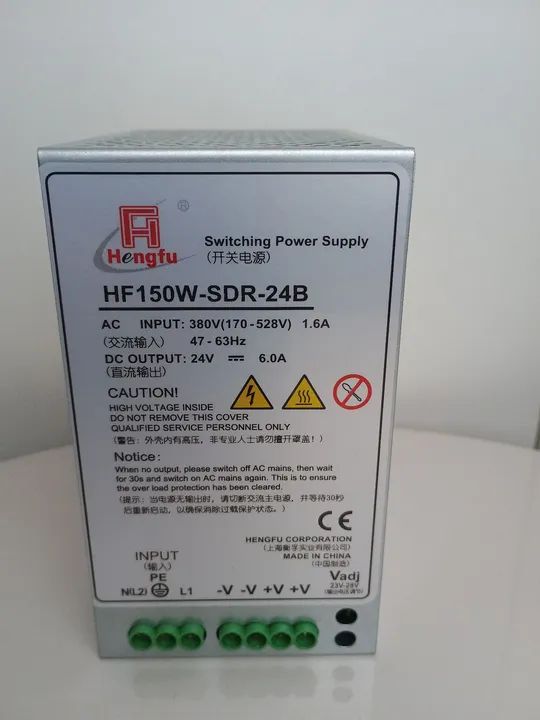 ®
Hengfu
Switching Power Supply
(开关电源)
HF150W-SDR-24B
AC INPUT: 380V(170-528V) 1.6A
(交流输入) 47-63Hz
DC OUTPUT: 24V ⎓ 6.0A
(直流输出)
CAUTION!
HIGH VOLTAGE INSIDE
DO NOT REMOVE THIS COVER
QUALIFIED SERVICE PERSONNEL ONLY
(警告: 外壳内有高压，非专业人士请勿擅开罩盖!)
Notice:
When no output, please switch off AC mains, then wait
for 30s and switch on AC mains again. This is to ensure
the over load protection has been cleared.
(提示: 当电源无输出时，请切断交流主电源，并等待30秒
后重新启动，以确保消除过载保护状态。)
CE
HENGFU CORPORATION
(上海衡孚实业有限公司)
MADE IN CHINA
(中国制造)
INPUT
(输入)
PE
N(L2) L1 -V -V +V +V
Vadj
23V-28V
(输出电压调节)